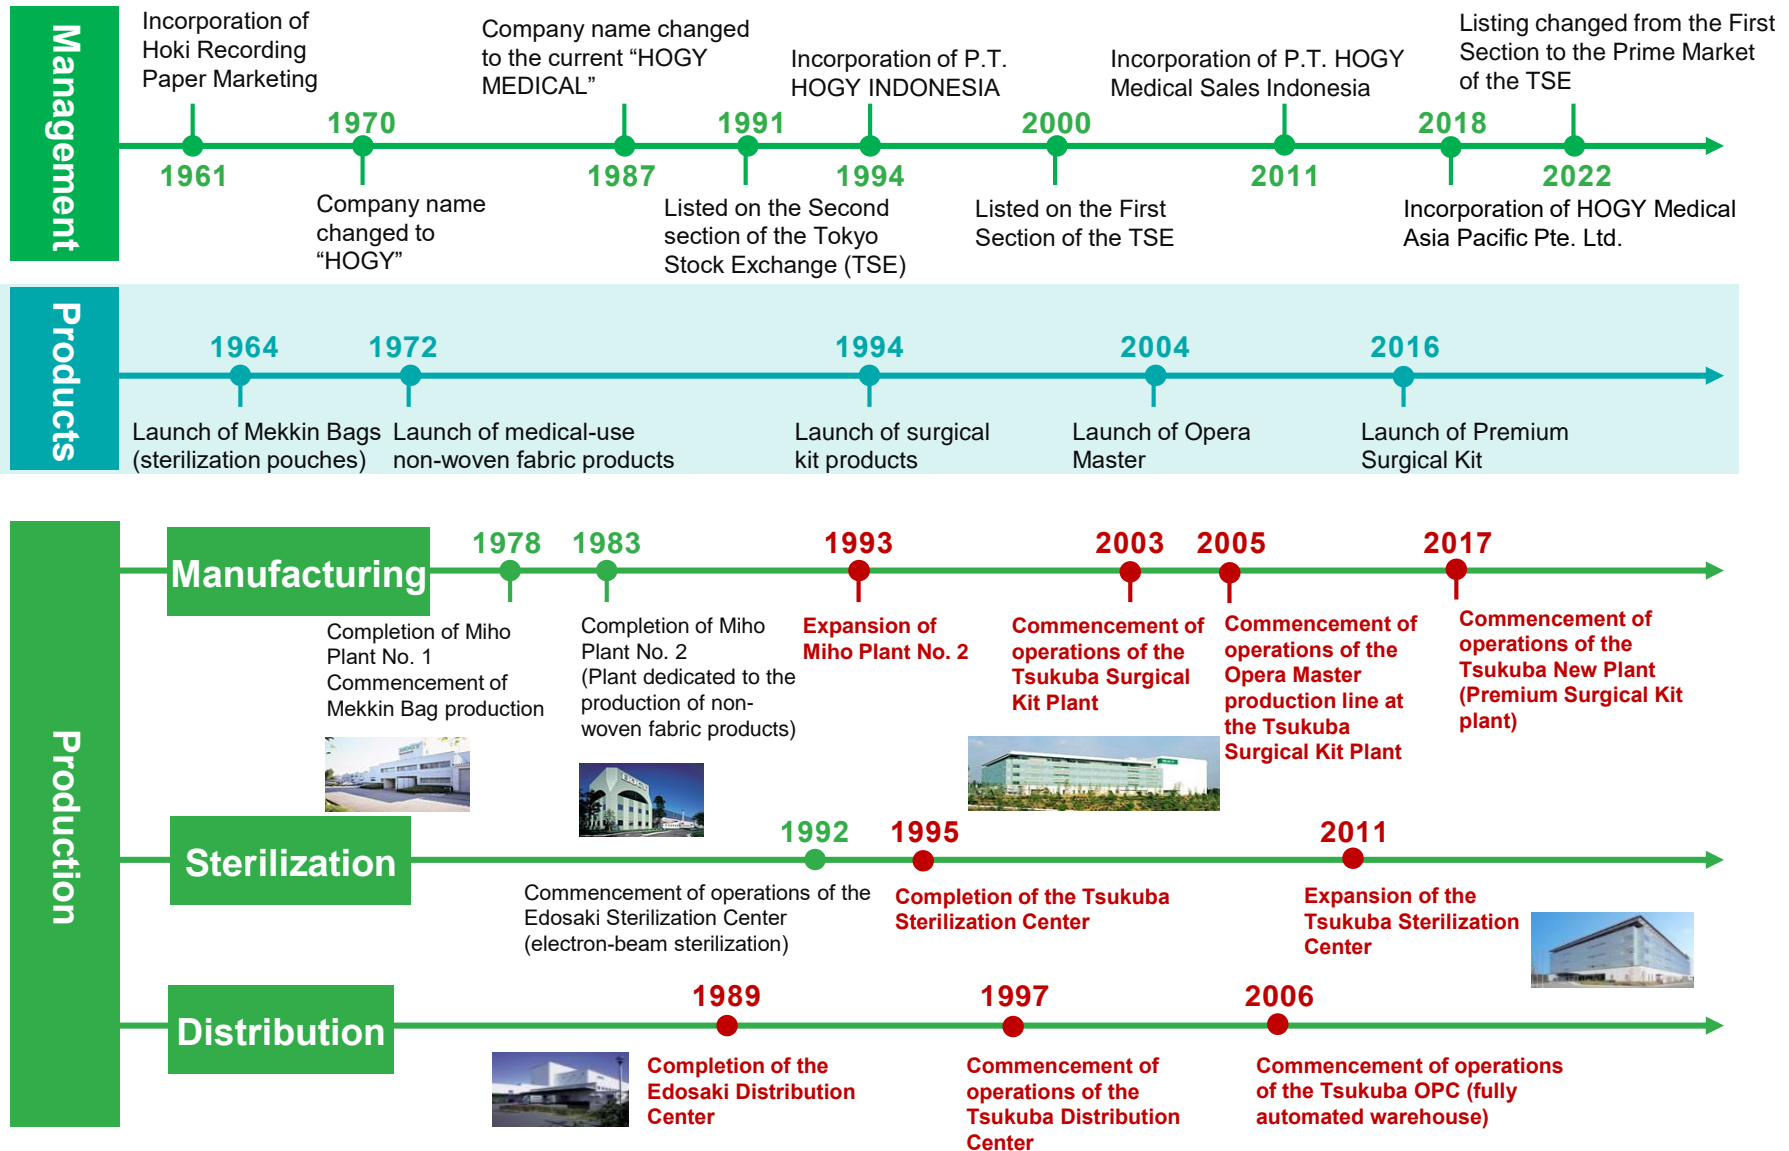 Management
Incorporation of
Hoki Recording
Paper Marketing
1961
1970
Company name
changed to
“HOGY”
Company name changed
to the current “HOGY
MEDICAL”
1987
1991
Listed on the Second
section of the Tokyo
Stock Exchange (TSE)
Incorporation of P.T.
HOGY INDONESIA
1994
2000
Listed on the First
Section of the TSE
Incorporation of P.T. HOGY
Medical Sales Indonesia
2011
2018
Incorporation of HOGY Medical
Asia Pacific Pte. Ltd.
Listing changed from the First
Section to the Prime Market
of the TSE
2022
Products
1964
Launch of Mekkin Bags
(sterilization pouches)
1972
Launch of medical-use
non-woven fabric products
1994
Launch of surgical
kit products
2004
Launch of Opera
Master
2016
Launch of Premium
Surgical Kit
Production
Manufacturing
1978
Completion of Miho
Plant No. 1
Commencement of
Mekkin Bag production
1983
Completion of Miho
Plant No. 2
(Plant dedicated to the
production of non-
woven fabric products)
HOGY
1993
Expansion of
Miho Plant No. 2
2003
Commencement of
operations of the
Tsukuba Surgical
Kit Plant
2005
Commencement of
operations of the
Opera Master
production line at
the Tsukuba
Surgical Kit Plant
2017
Commencement of
operations of the
Tsukuba New Plant
(Premium Surgical Kit
plant)
Sterilization
1992
Commencement of operations of the
Edosaki Sterilization Center
(electron-beam sterilization)
1995
Completion of the Tsukuba
Sterilization Center
2011
Expansion of the
Tsukuba Sterilization
Center
Distribution
1989
Completion of the
Edosaki Distribution
Center
1997
Commencement of
operations of the
Tsukuba Distribution
Center
2006
Commencement of operations
of the Tsukuba OPC (fully
automated warehouse)